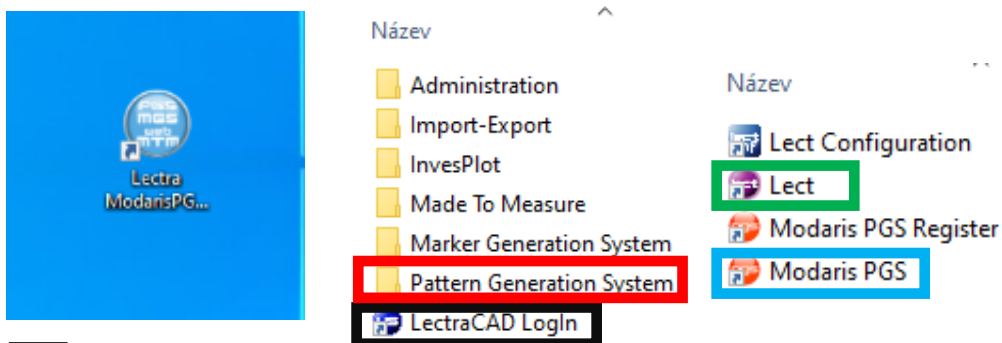 PGS
MGS
web
MTM
Lectra
ModarisPG...
Název
Administration
Import-Export
InvesPlot
Made To Measure
Marker Generation System
Pattern Generation System
LectraCAD LogIn
Název
Lect Configuration
Lect
Modaris PGS Register
Modaris PGS